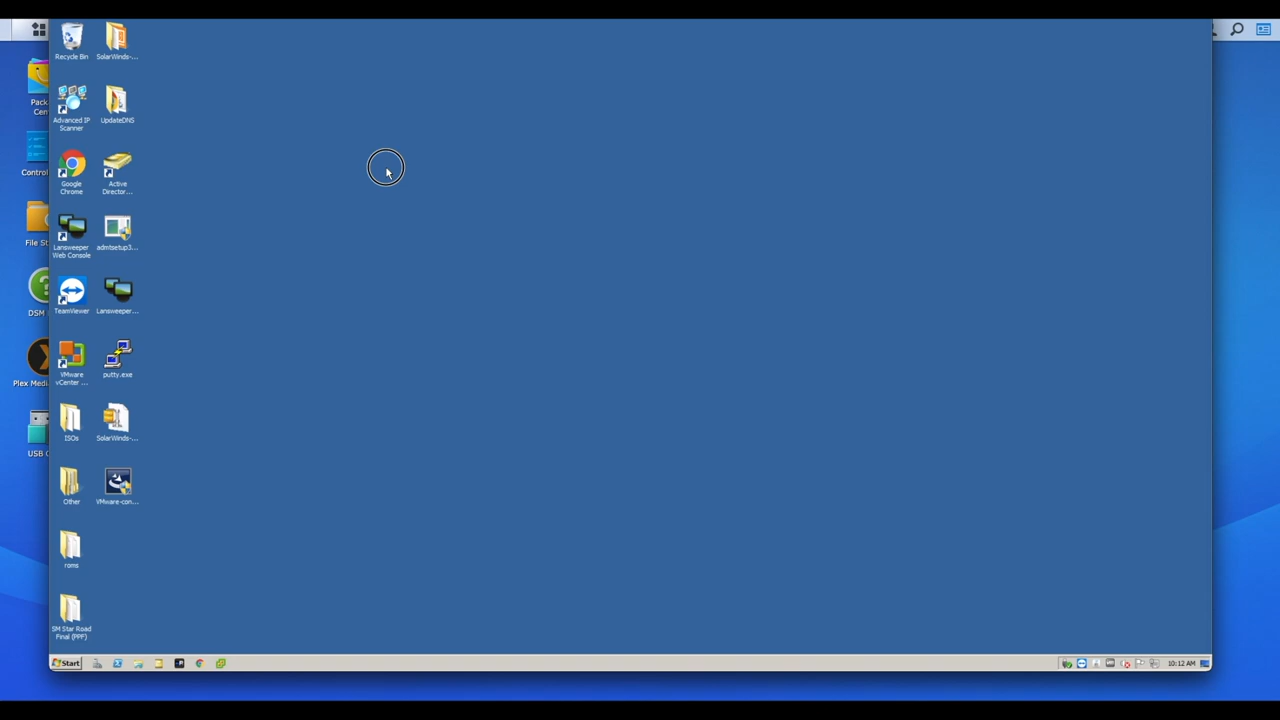 Pack
Cen
Control
File St
DSM
Plex Media
USB C
Recycle Bin
SolarWinds-...
Advanced IP
Scanner
UpdateDNS
Google
Chrome
Active
Director...
Lansweeper
Web Console
admtsetup3...
TeamViewer
Lansweeper...
VMware
vCenter ...
putty.exe
ISOs
SolarWinds-...
Other
VMware-con...
roms
SM Star Road
Final (PPF)
Start
10:12 AM